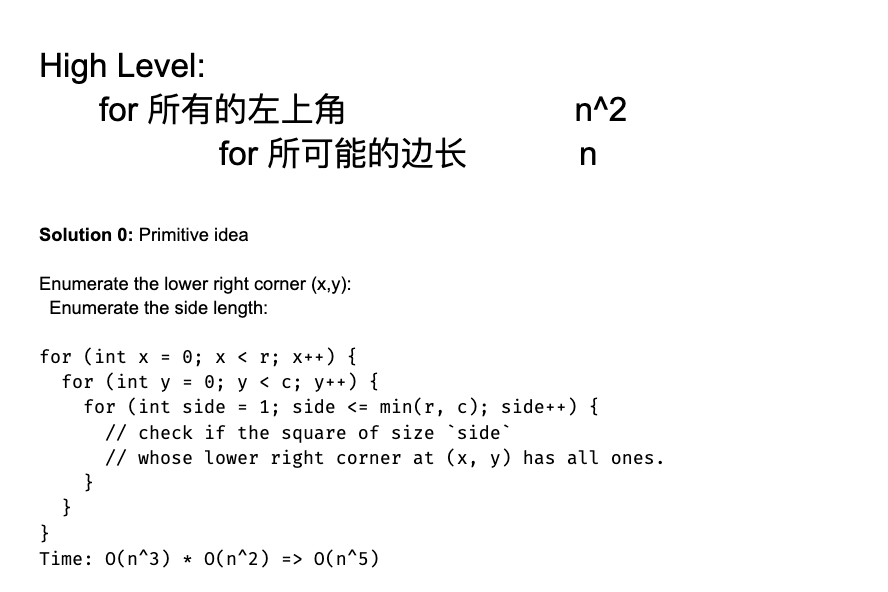 High Level:
for 所有的左上角 n^2
for 所可能的边长 n
Solution 0: Primitive idea
Enumerate the lower right corner (x,y):
Enumerate the side length:
for (int x = 0; x < r; x++) {
for (int y = 0; y < c; y++) {
for (int side = 1; side <= min(r, c); side++) {
// check if the square of size `side`
// whose lower right corner at (x, y) has all ones.
}
}
}
Time: O(n^3) * O(n^2) => O(n^5)